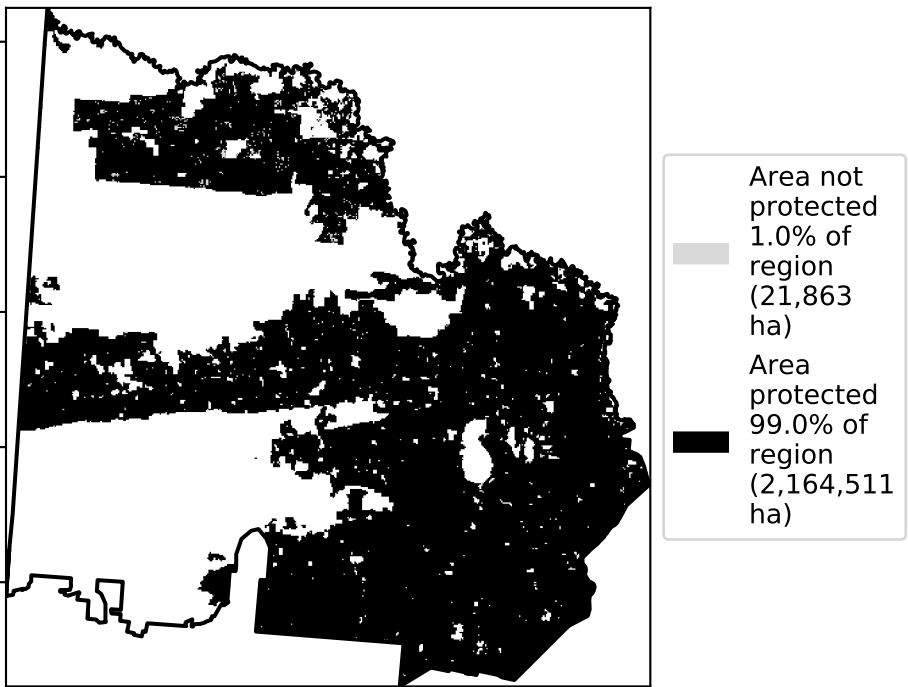 Area not
protected
1.0% of
region
(21,863
ha)
Area
protected
99.0% of
region
(2,164,511
ha)